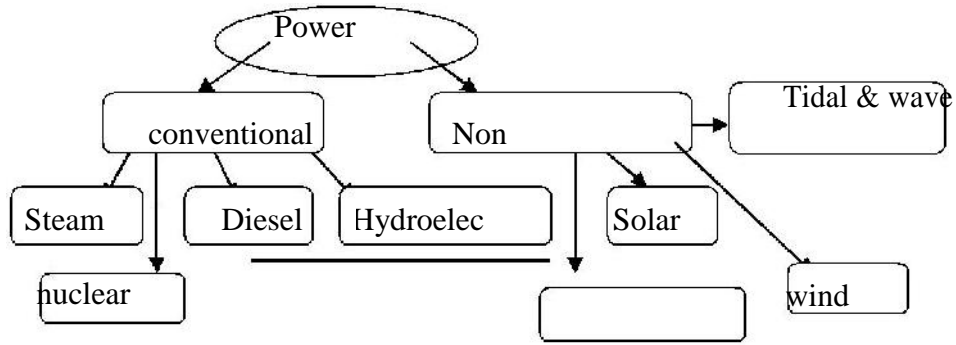 Power
Tidal & wave
conventional
Non
Steam
Diesel
Hydroelec
Solar
nuclear
wind